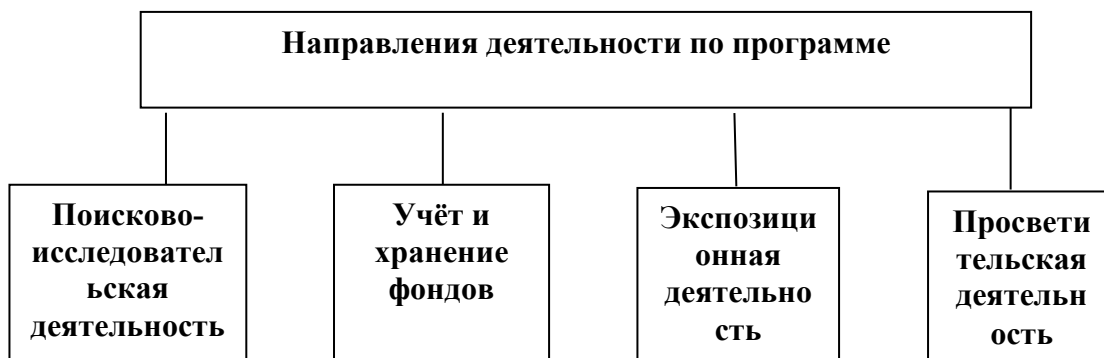 Направления деятельности по программе
Поисково-
исследовател
ьская
деятельность
Учёт и
хранение
фондов
Экспозици
онная
деятельно
сть
Просвети
тельская
деятельн
ость